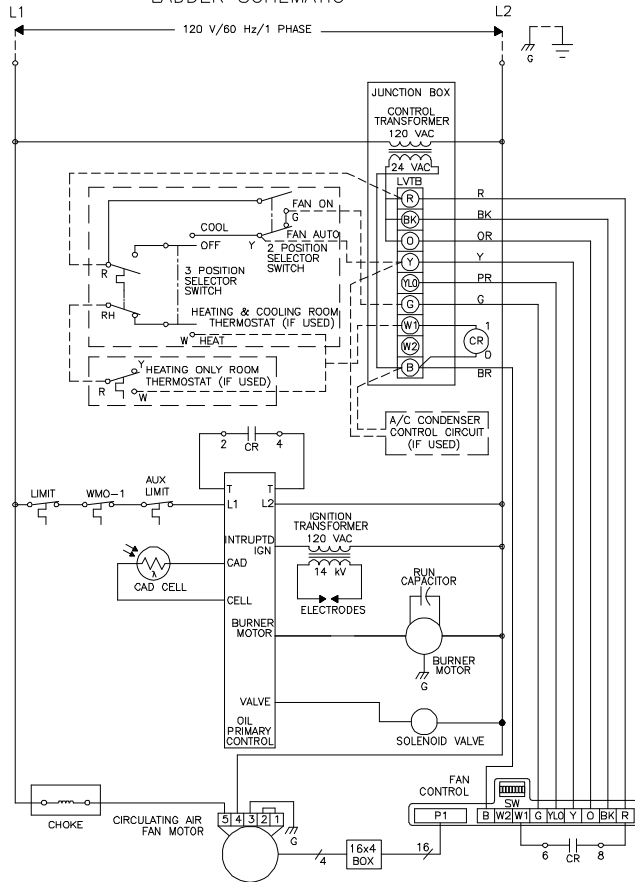 LADDER SCHEMATIC
L1
L2
120 V/60 Hz/1 PHASE
G
JUNCTION BOX
CONTROL
TRANSFORMER
120 VAC
24 VAC
LVTB
R
R
BK
BK
O
OR
Y
Y
YLO
PR
G
G
W1
1
CR
W2
0
B
BR
FAN ON
G
COOL
OFF
Y
FAN AUTO
2 POSITION
SELECTOR
SWITCH
R
3 POSITION
SELECTOR
SWITCH
RH
HEATING & COOLING ROOM
THERMOSTAT (IF USED)
W
HEAT
Y
HEATING ONLY ROOM
THERMOSTAT (IF USED)
R
W
A/C CONDENSER
CONTROL CIRCUIT
(IF USED)
2
4
CR
T
T
LIMIT
WMO-1
AUX
LIMIT
L1
L2
IGNITION
TRANSFORMER
120 VAC
INTRUPTD
IGN
14 kV
ELECTRODES
CAD
CAD CELL
CELL
RUN
CAPACITOR
BURNER
MOTOR
BURNER
MOTOR
G
VALVE
OIL
PRIMARY
CONTROL
SOLENOID VALVE
FAN
CONTROL
SW
P1
B
W2
W1
G
YLO
Y
O
BK
R
CHOKE
CIRCULATING AIR
FAN MOTOR
5
4
3
2
1
G
4
16x4
BOX
16
6
CR
8